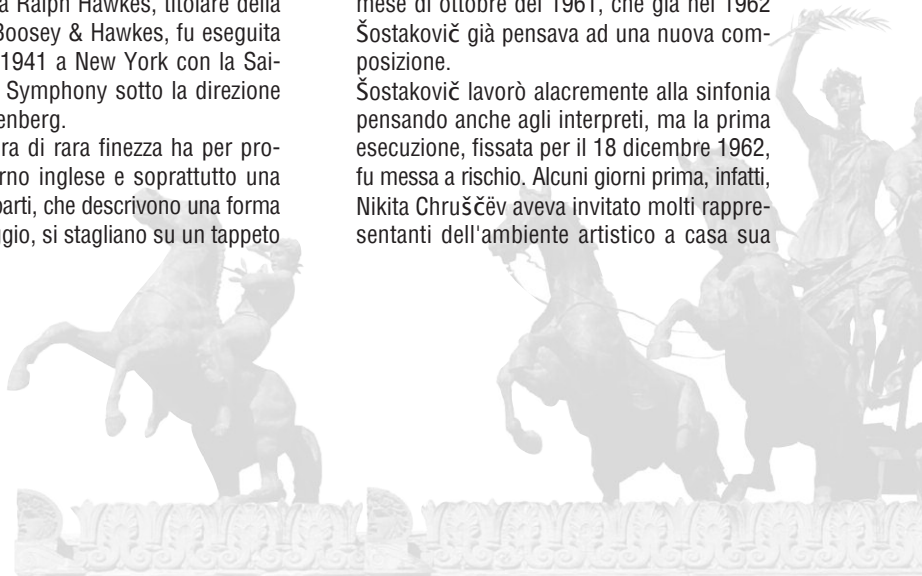 a Ralph Hawkes, titolare della
Boosey & Hawkes, fu eseguita
1941 a New York con la Sai-
Symphony sotto la direzione
enberg.
ra di rara finezza ha per pro-
rno inglese e soprattutto una
parti, che descrivono una forma
ggio, si stagliano su un tappeto
mese di ottobre del 1961, che già nel 1962
Šostakovič già pensava ad una nuova com-
posizione.
Šostakovič lavorò alacremente alla sinfonia
pensando anche agli interpreti, ma la prima
esecuzione, fissata per il 18 dicembre 1962,
fu messa a rischio. Alcuni giorni prima, infatti,
Nikita Chruščëv aveva invitato molti rappre-
sentanti dell'ambiente artistico a casa sua